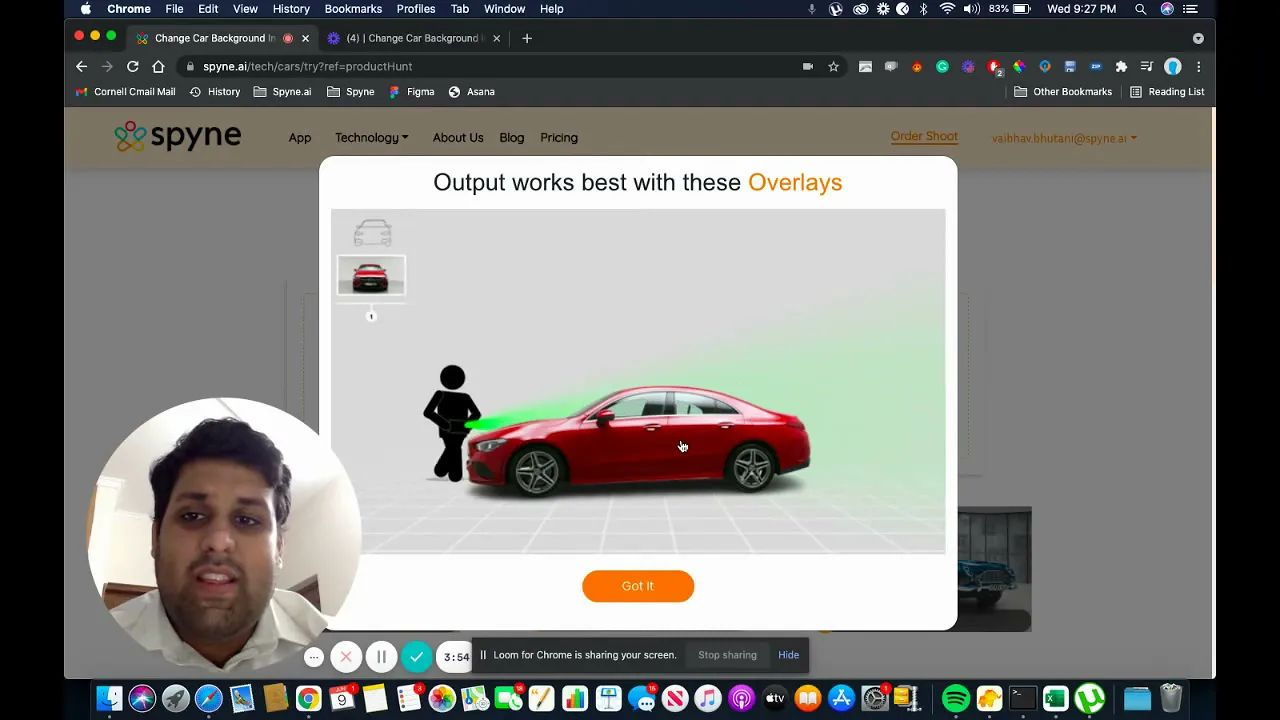 Chrome File Edit View History Bookmarks Profiles Tab Window Help 83% Wed 9:27 PM
Change Car Background In
(4) | Change Car Background
spyne.ai/tech/cars/try?ref=productHunt
Cornell Cmail Mail History Spyne.ai Spyne Figma Asana Other Bookmarks Reading List
spyne App Technology About Us Blog Pricing Order Shoot vaibhav.bhutani@spyne.ai
Output works best with these Overlays
1
Got It
3:54 Loom for Chrome is sharing your screen. Stop sharing Hide